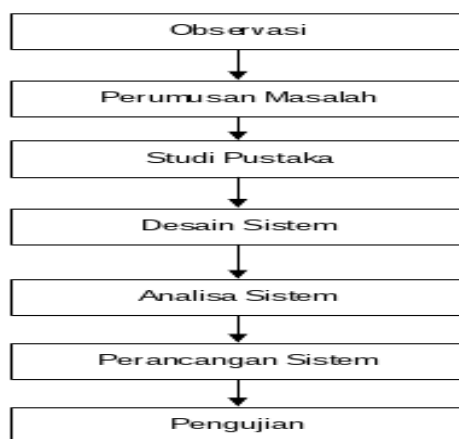 Observasi
Perumusan Masalah
Studi Pustaka
Desain Sistem
Analisa Sistem
Perancangan Sistem
Pengujian